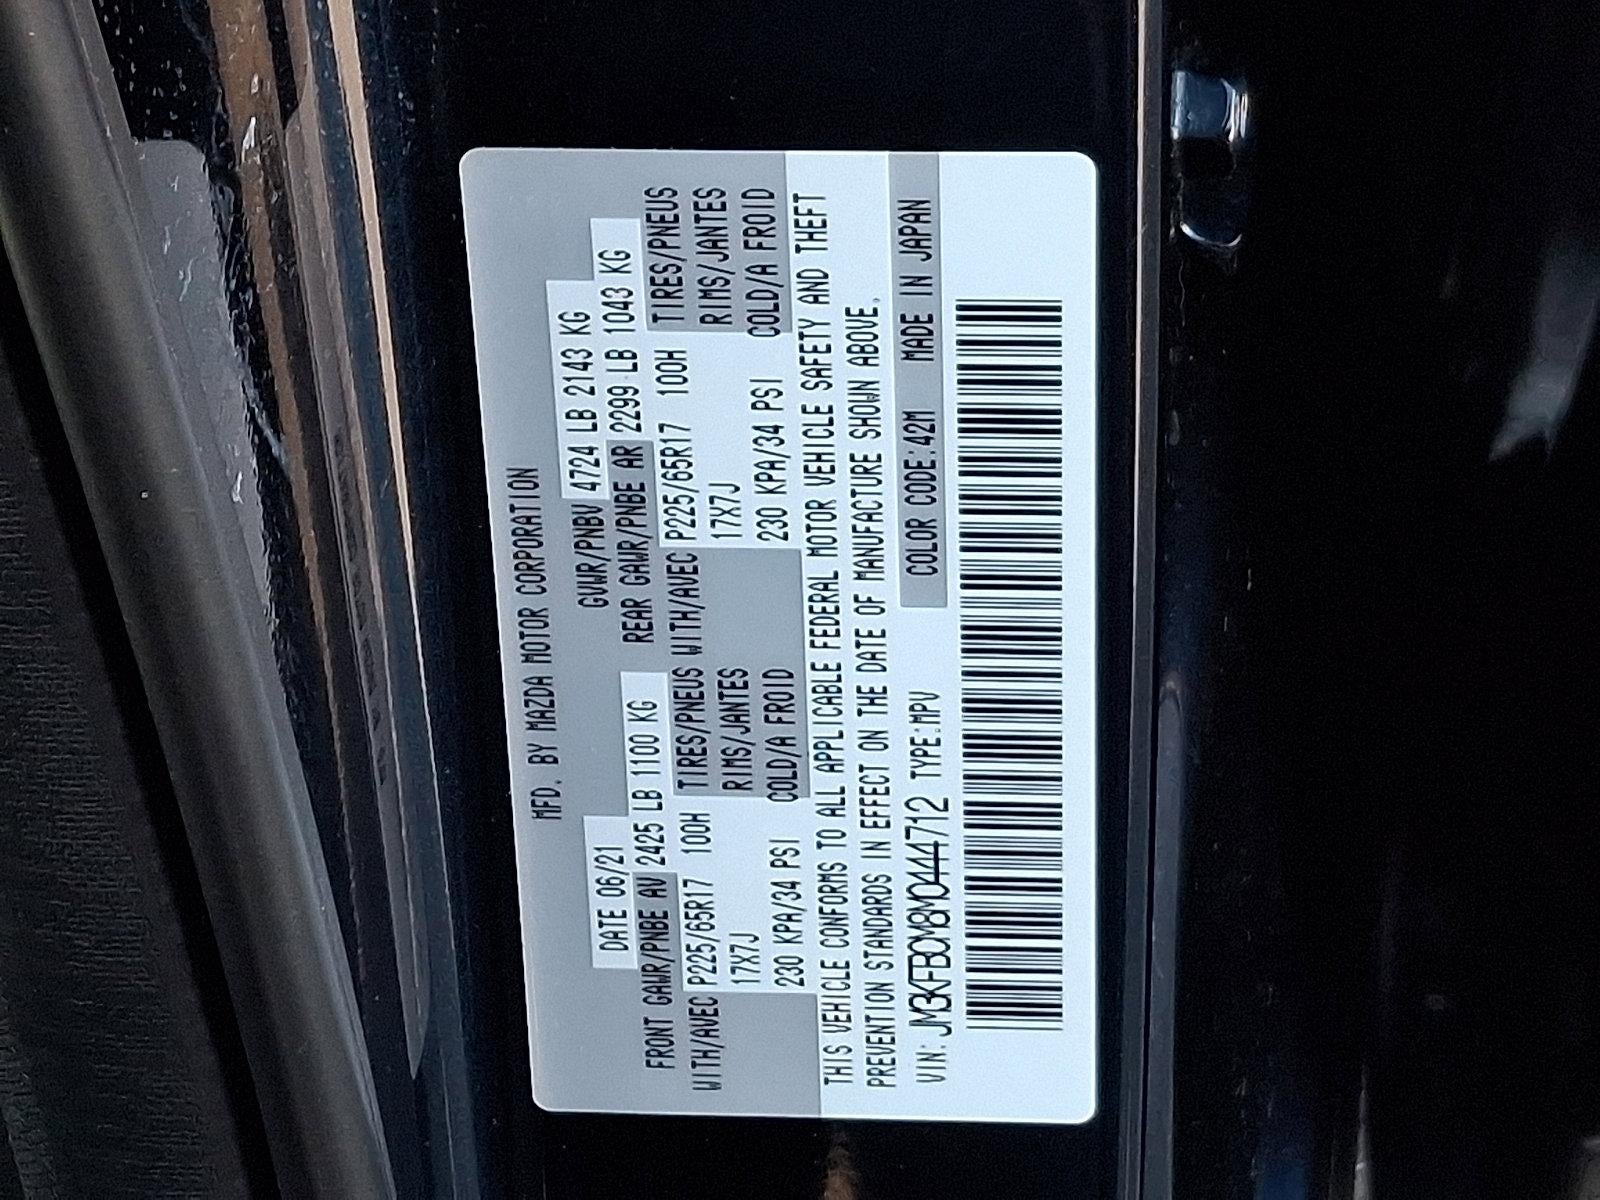 MFD. BY MAZDA MOTOR CORPORATION
DATE 06/21 GVWR/PNBV 4724 LB 2143 KG
FRONT GAWR/PNBE AV 2425 LB 1100 KG REAR GAWR/PNBE AR 2299 LB 1043 KG
WITH/AVEC P225/65R17 100H TIRES/PNEUS WITH/AVEC P225/65R17 100H TIRES/PNEUS
17X7J RIMS/JANTES 17X7J RIMS/JANTES
230 KPA/34 PSI COLD/A FROID 230 KPA/34 PSI COLD/A FROID
THIS VEHICLE CONFORMS TO ALL APPLICABLE FEDERAL MOTOR VEHICLE SAFETY AND THEFT
PREVENTION STANDARDS IN EFFECT ON THE DATE OF MANUFACTURE SHOWN ABOVE.
VIN: JM3KFBCM8M0444712 TYPE:MPV COLOR CODE:42M MADE IN JAPAN